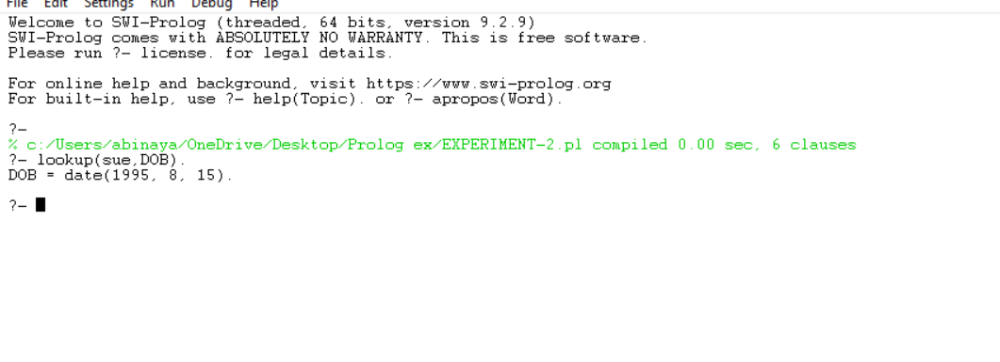 File Edit Settings Run Debug Help
Welcome to SWI-Prolog (threaded, 64 bits, version 9.2.9)
SWI-Prolog comes with ABSOLUTELY NO WARRANTY. This is free software.
Please run ?- license. for legal details.
For online help and background, visit https://www.swi-prolog.org
For built-in help, use ?- help(Topic). or ?- apropos(Word).
?-
% c:/Users/abinaya/OneDrive/Desktop/Prolog ex/EXPERIMENT-2.pl compiled 0.00 sec, 6 clauses
?- lookup(sue,DOB).
DOB = date(1995, 8, 15).
?-